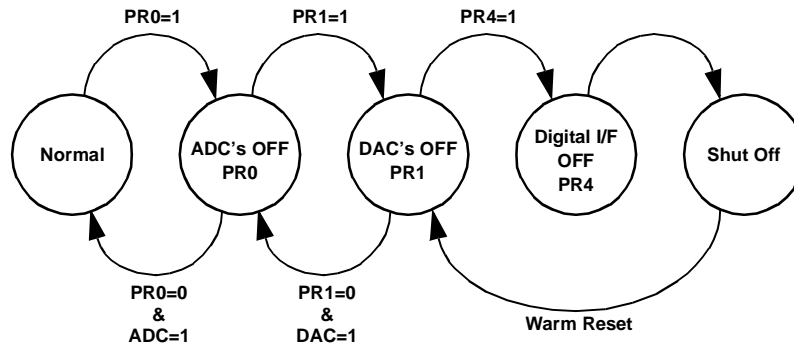 PR0=1
PR1=1
PR4=1
Normal
ADC's OFF
PR0
DAC's OFF
PR1
Digital I/F
OFF
PR4
Shut Off
PR0=0
&
ADC=1
PR1=0
&
DAC=1
Warm Reset